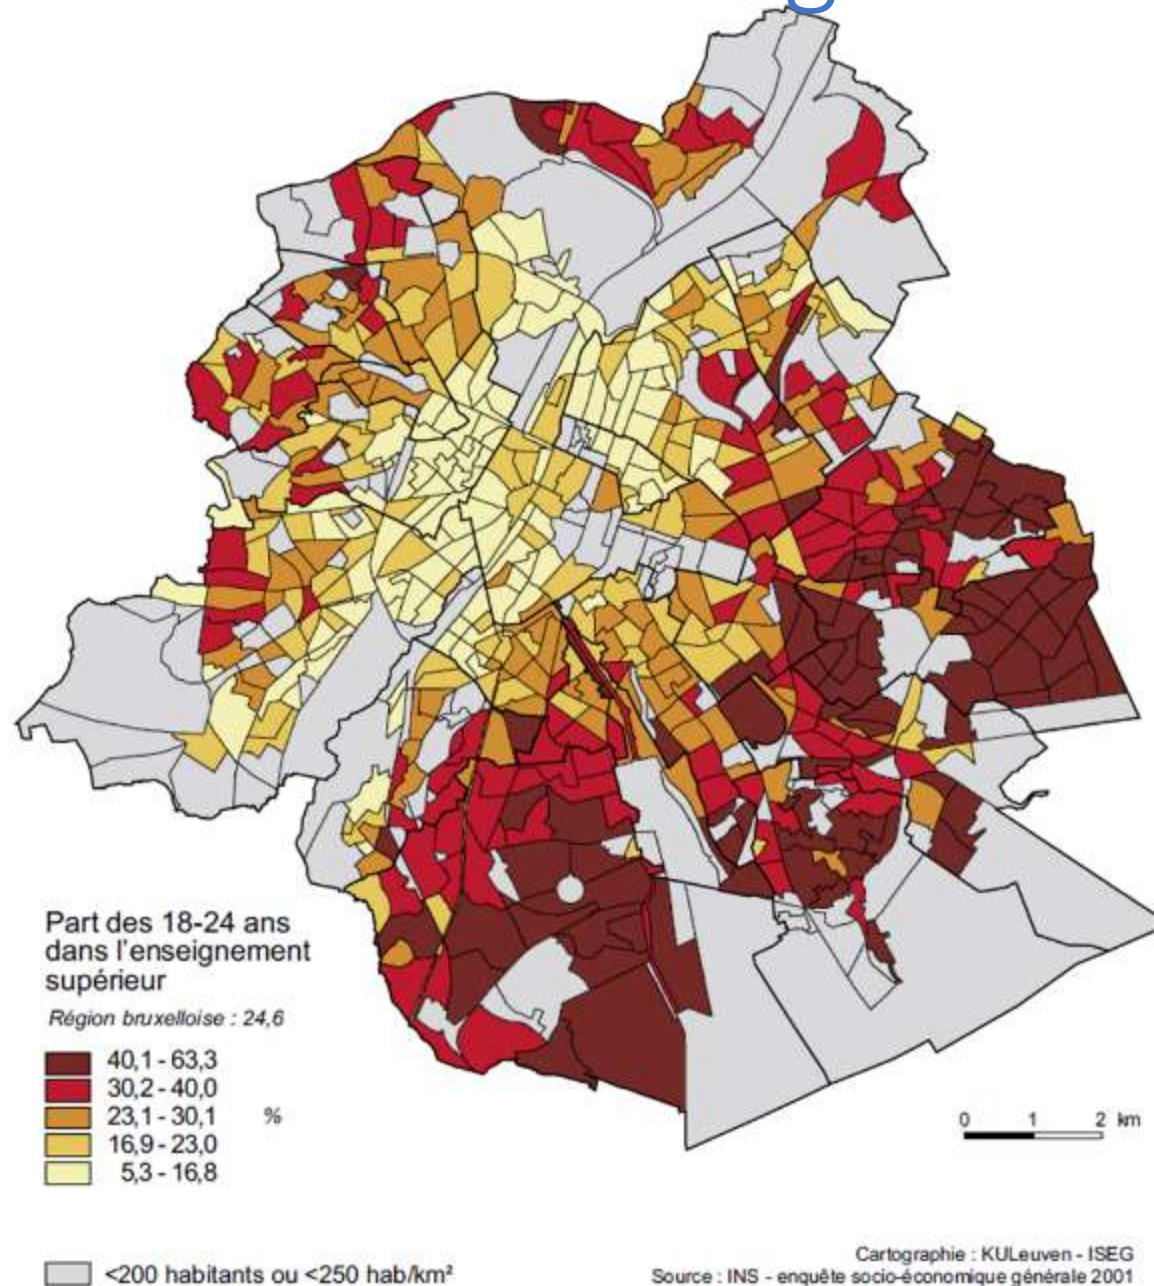 g
Part des 18-24 ans
dans l'enseignement
supérieur
Région bruxelloise : 24,6
40,1 - 63,3
30,2 - 40,0
23,1 - 30,1 %
16,9 - 23,0
5,3 - 16,8
0 1 2 km
<200 habitants ou <250 hab/km²
Cartographie : KULeuven - ISEG
Source : INS - enquête socio-économique générale 2001